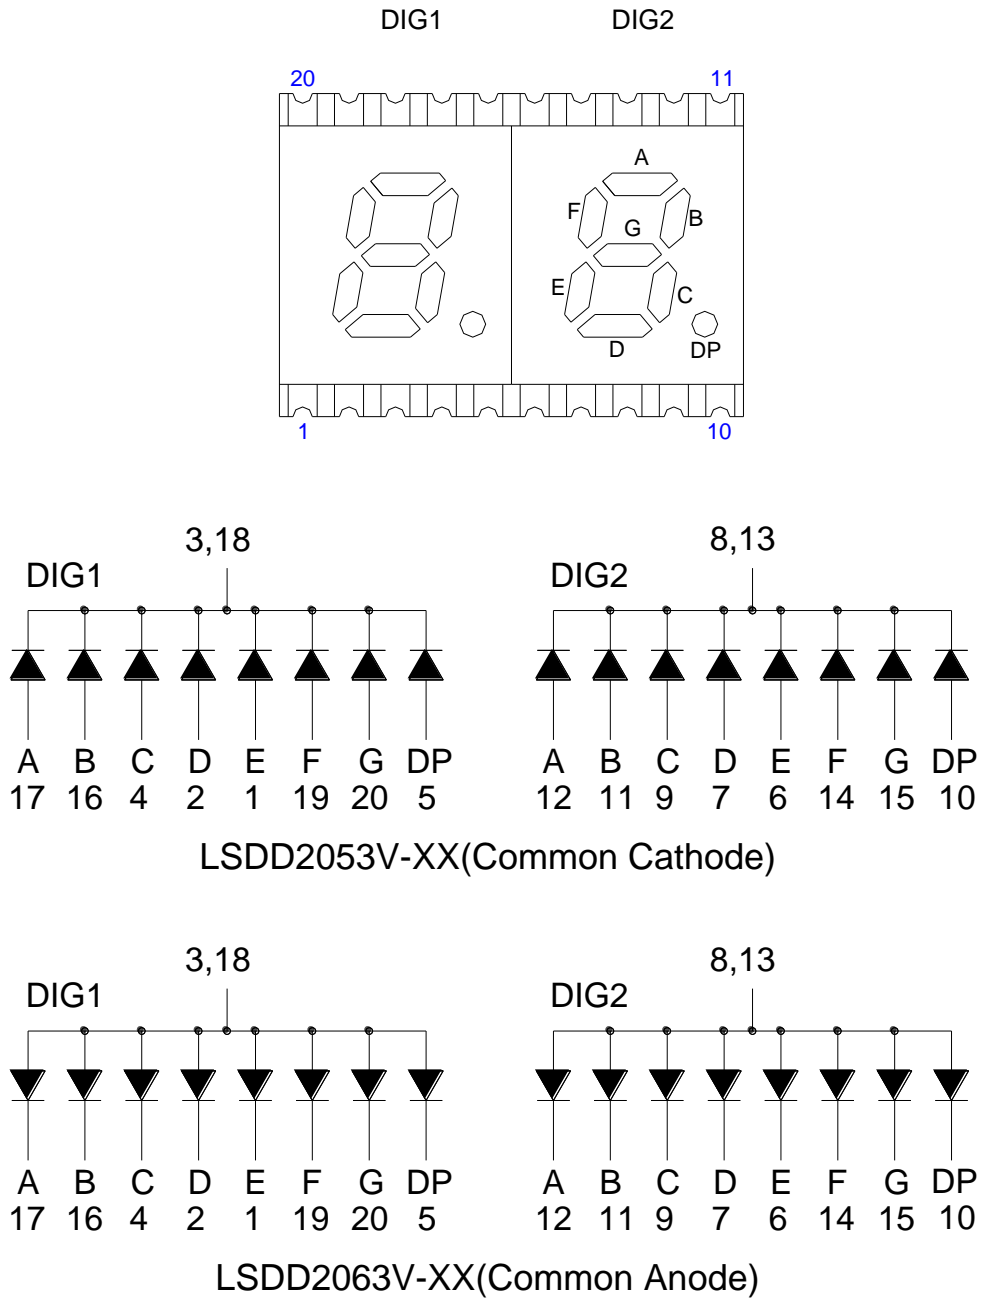 DIG1 DIG2
20 11
A
F B
G
E C
D DP
1 10
3,18 8,13
DIG1 DIG2
A B C D E F G DP A B C D E F G DP
17 16 4 2 1 19 20 5 12 11 9 7 6 14 15 10
LSDD2053V-XX(Common Cathode)
3,18 8,13
DIG1 DIG2
A B C D E F G DP A B C D E F G DP
17 16 4 2 1 19 20 5 12 11 9 7 6 14 15 10
LSDD2063V-XX(Common Anode)